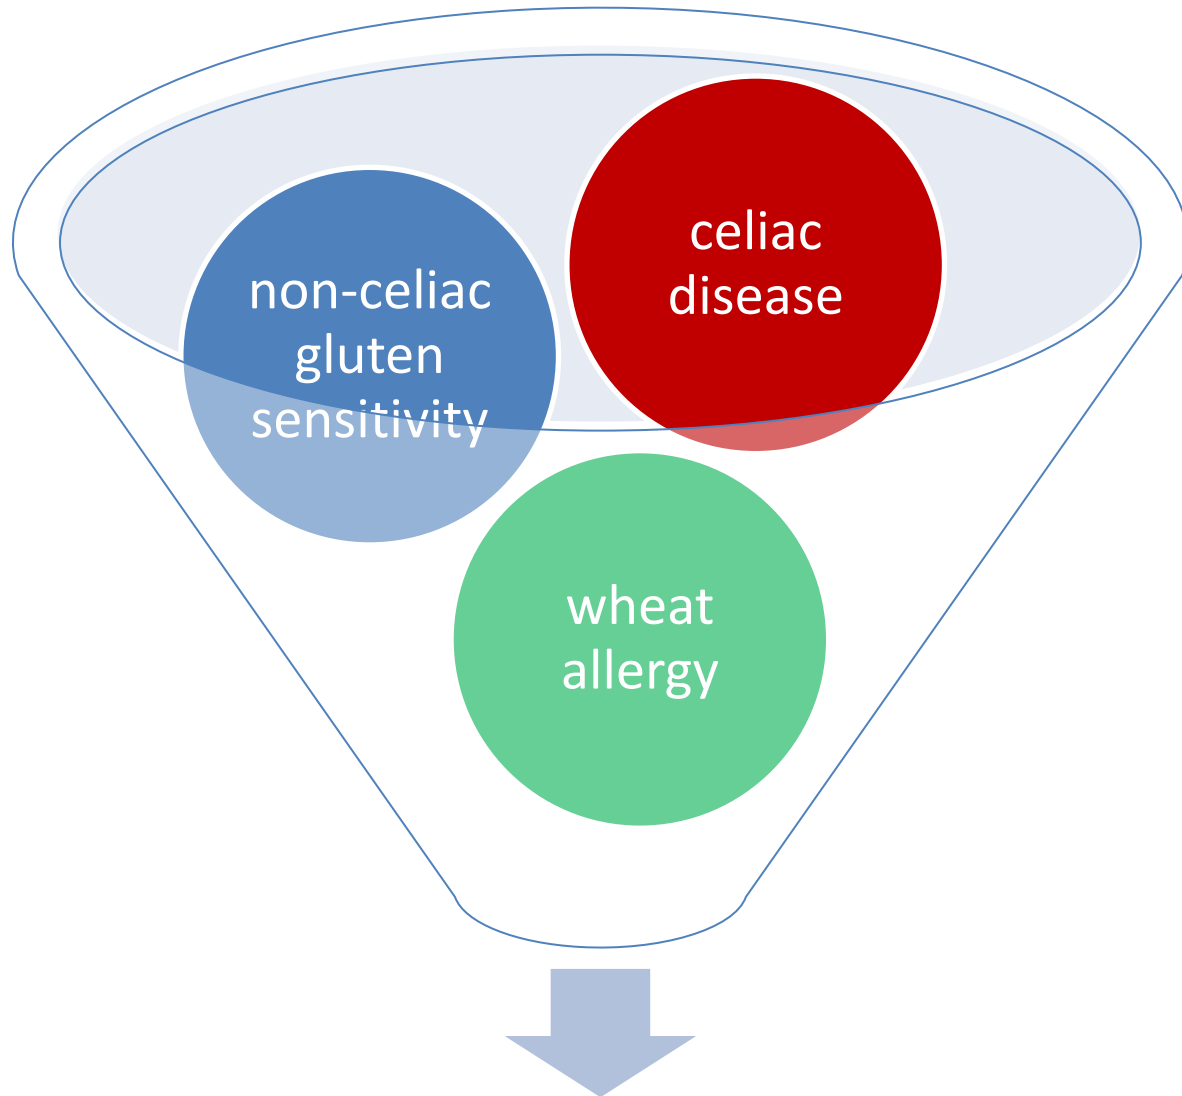 non-celiac
gluten
sensitivity
celiac
disease
wheat
allergy